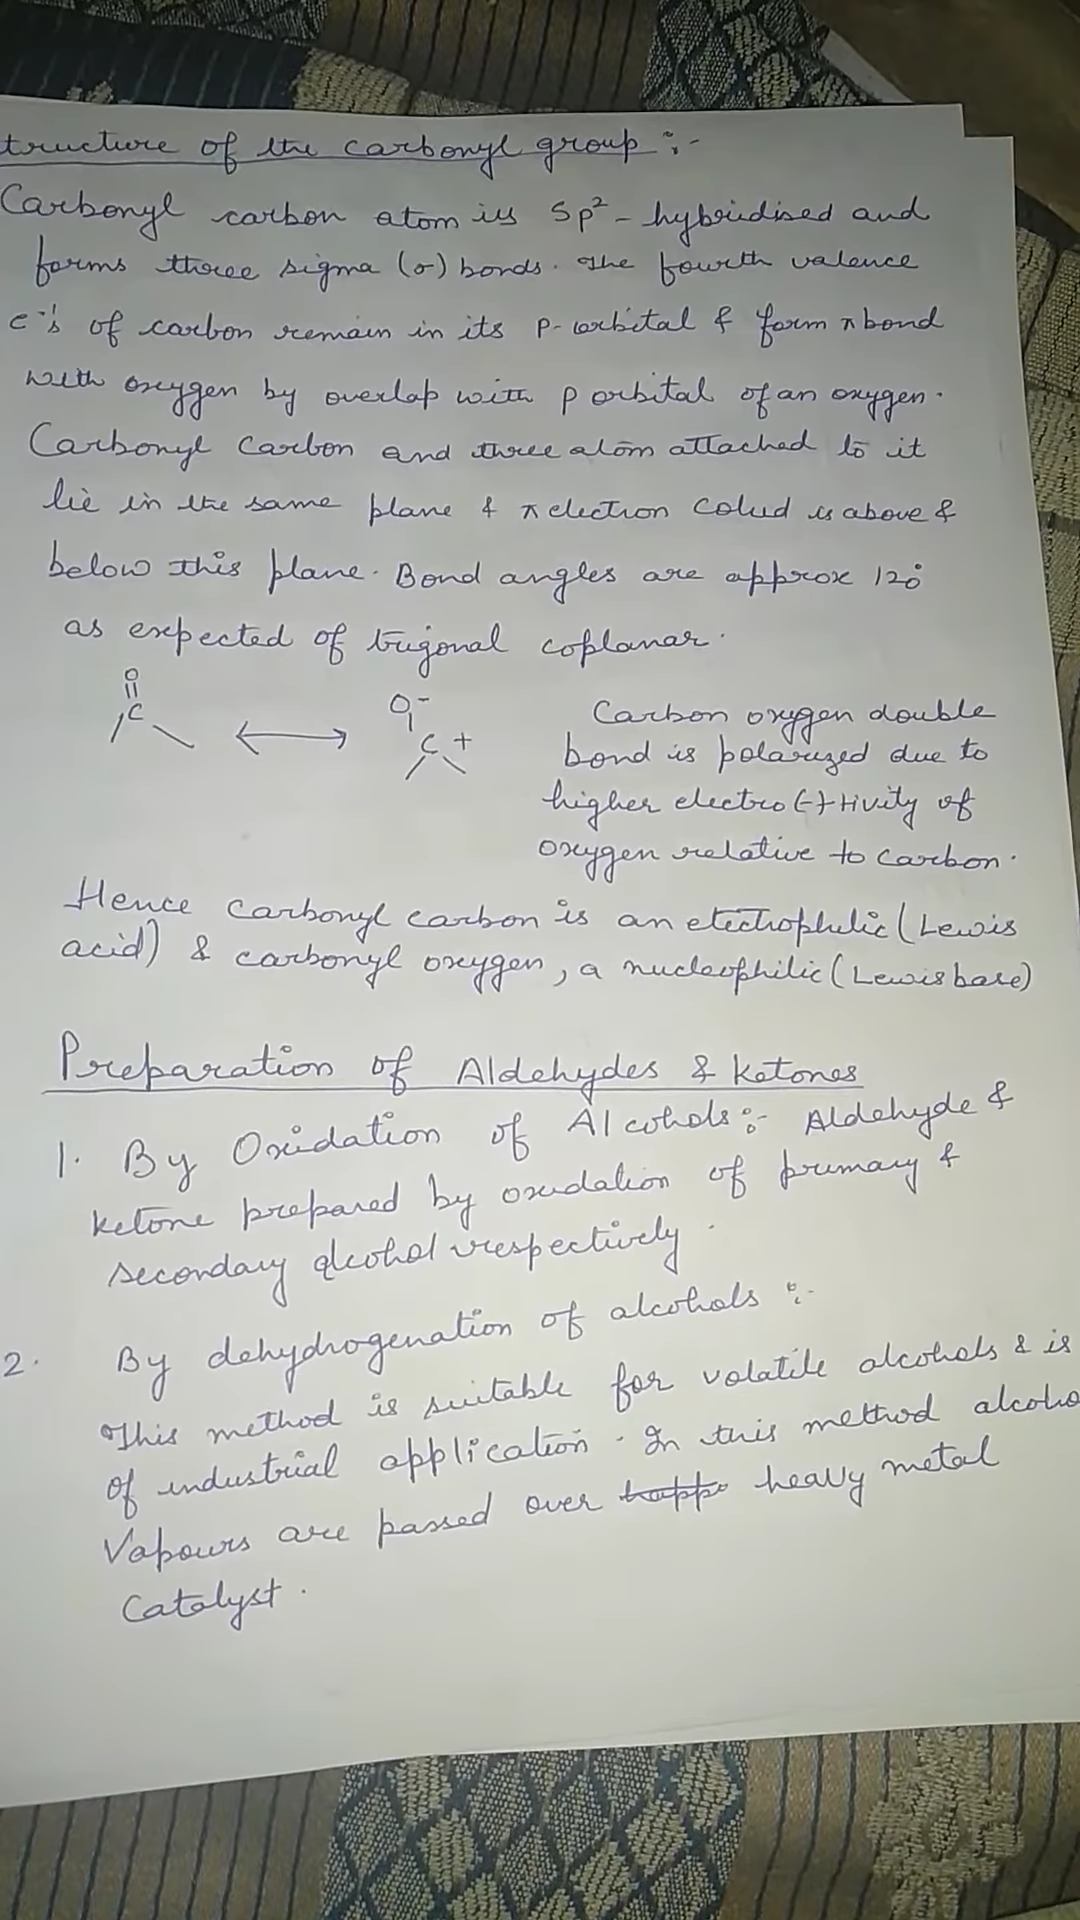 tructure of the carbonyl group :-
Carbonyl carbon atom is sp²-hybridised and
forms three sigma (σ) bonds. The fourth valence
e⁻'s of carbon remain in its p-orbital & form π bond
with oxygen by overlap with p orbital of an oxygen.
Carbonyl carbon and three atom attached to it
lie in the same plane & π electron colud is above &
below this plane. Bond angles are approx 120°
as expected of trigonal coplanar.
O
||
C
O⁻
C +
Carbon oxygen double
bond is polarized due to
higher electro(-)tivity of
oxygen relative to carbon.
Hence carbonyl carbon is an electrophilic (Lewis
acid) & carbonyl oxygen, a nucleophilic (Lewis base)
Preparation of Aldehydes & ketones
1. By Oxidation of Alcohols :- Aldehyde &
ketone prepared by oxidation of primary &
secondary alcohol respectively.
2. By dehydrogenation of alcohols :-
This method is suitable for volatile alcohols & is
of industrial application. In this method alcoho
Vapours are passed over heavy metal
Catalyst.